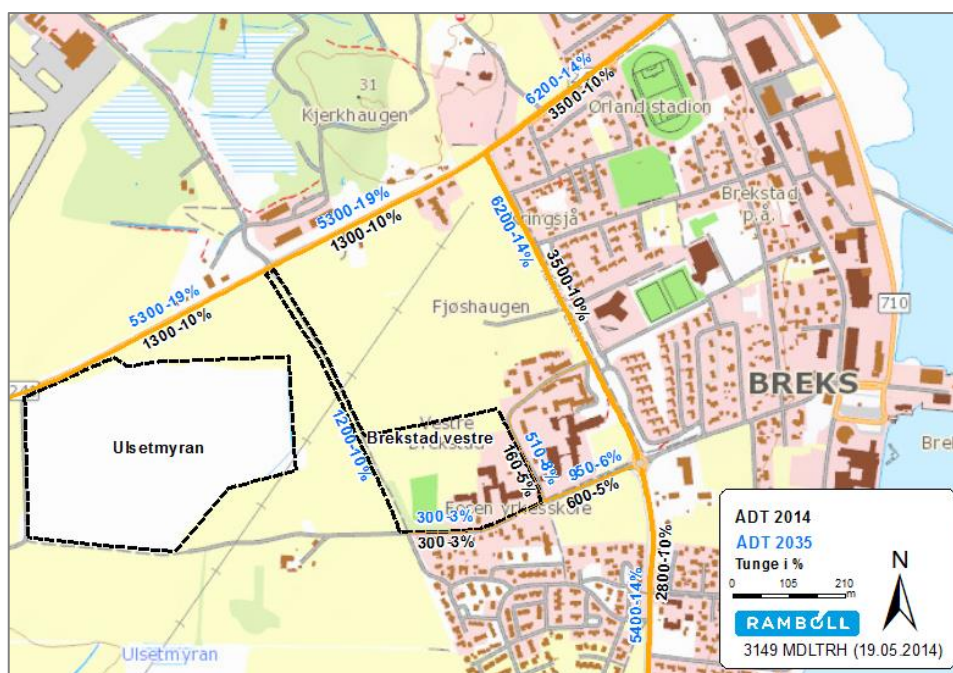 6200-14%
3500-10%
31
Kjerkhaugen
Orland stadion
5300-19%
1300-10%
6200-14%
3500-10%
ringsjå
Brekstad
p.å.
5300-19%
1300-10%
Fjøshaugen
710
BREKS
Ulsetmyran
1200-10%
Vestre
Brekstad vestre
160-5%
510-8%
950-6%
600-5%
300-3%
300-3%
Brek
5400-14%
2800-10%
Ulsetmyran
ADT 2014
ADT 2035
Tunge i %
0 105 210
m
N
RAMBOLL
3149 MDLTRH (19.05.2014)